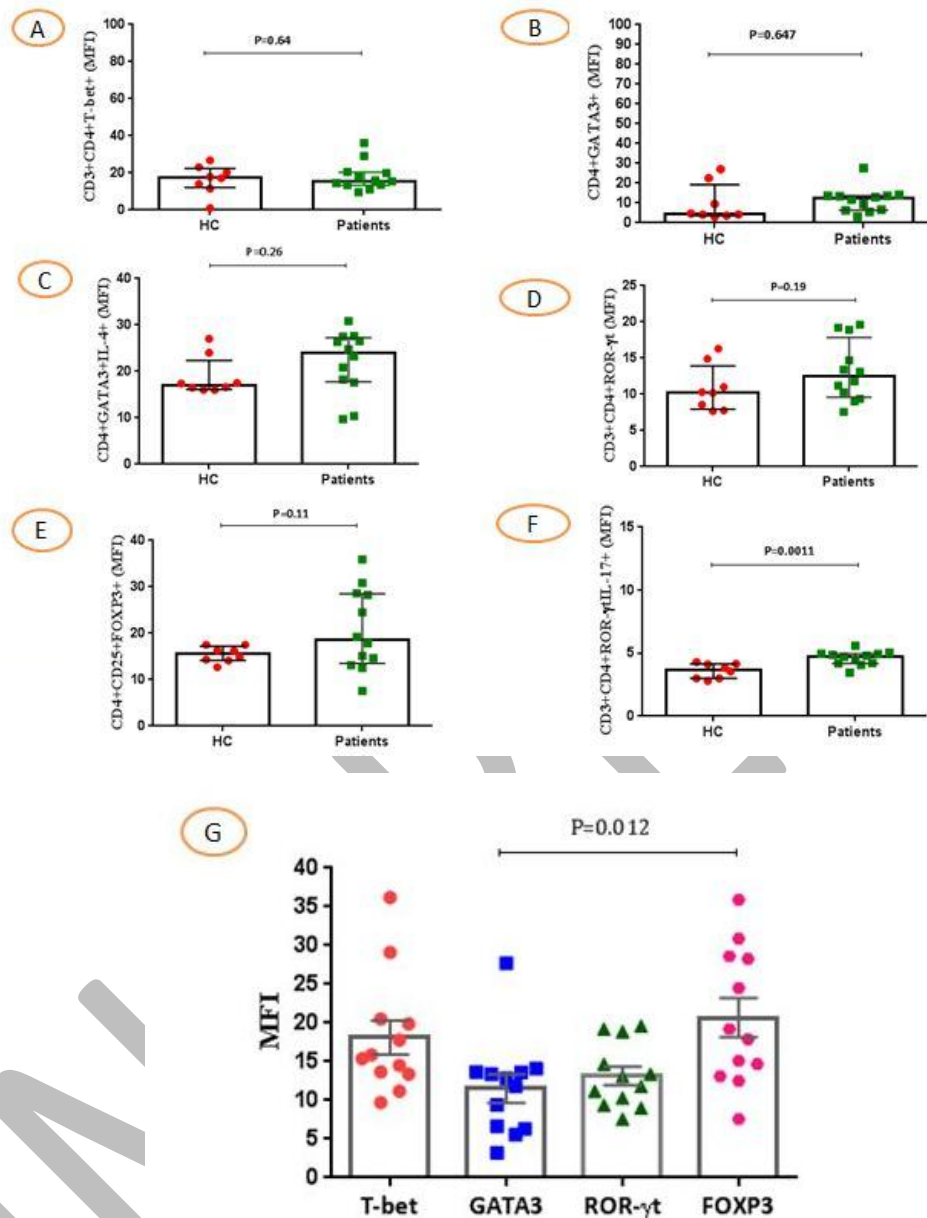 A
CD3+CD4+T-bet+ (MFI)
100
80
60
40
20
0
P=0.64
HC
Patients
B
CD4+GATA3+ (MFI)
100
90
80
70
60
50
40
30
20
10
0
P=0.647
HC
Patients
C
CD4+GATA3+IL-4+ (MFI)
40
30
20
10
0
P=0.26
HC
Patients
D
CD3+CD4+ROR-γt (MFI)
25
20
15
10
5
0
P=0.19
HC
Patients
E
CD4+CD25+FOXP3+ (MFI)
40
30
20
10
0
P=0.11
HC
Patients
F
CD3+CD4+ROR-γtIL-17+ (MFI)
15
10
5
0
P=0.0011
HC
Patients
G
P=0.012
MFI
40
35
30
25
20
15
10
5
0
T-bet
GATA3
ROR-γt
FOXP3